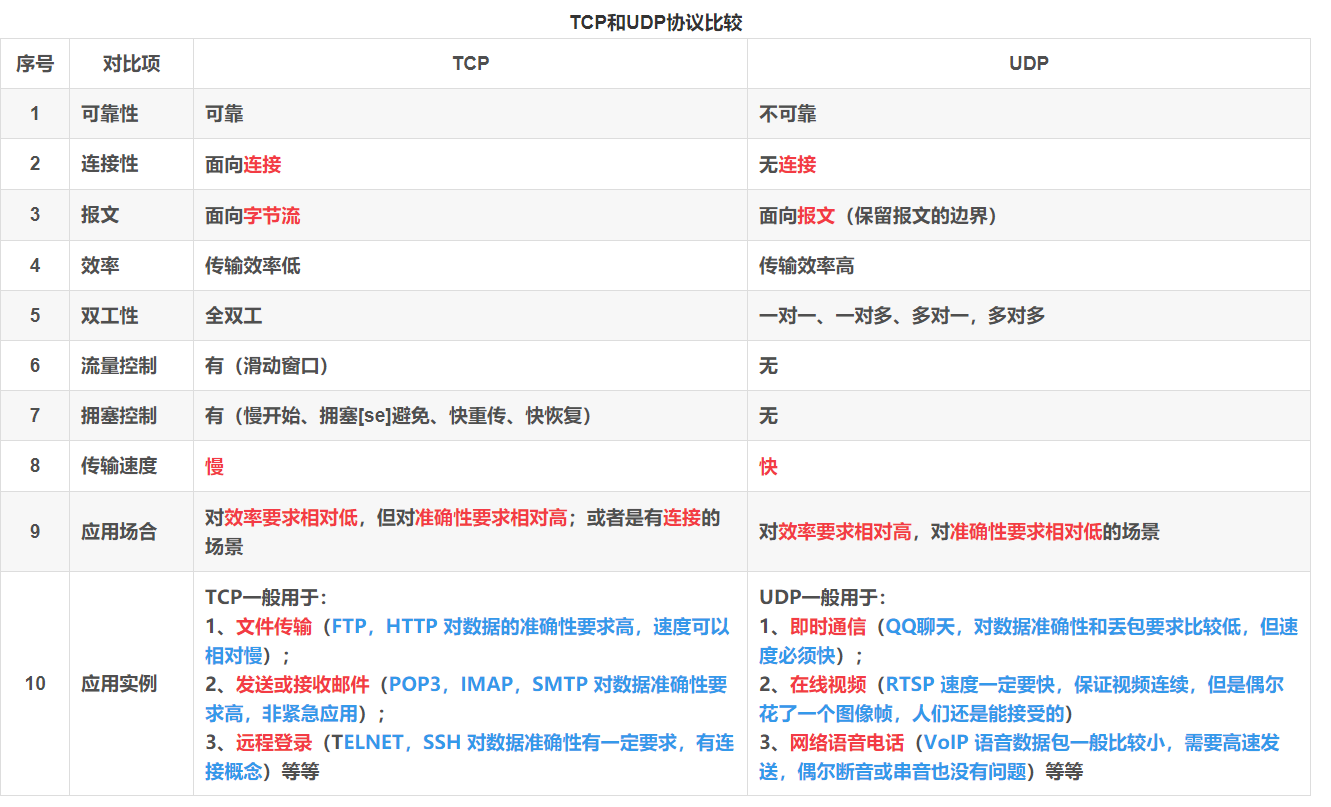 TCP和UDP协议比较
序号 对比项 TCP UDP
1 可靠性 可靠 不可靠
2 连接性 面向连接 无连接
3 报文 面向字节流 面向报文（保留报文的边界）
4 效率 传输效率低 传输效率高
5 双工性 全双工 一对一、一对多、多对一，多对多
6 流量控制 有（滑动窗口） 无
7 拥塞控制 有（慢开始、拥塞[se]避免、快重传、快恢复） 无
8 传输速度 慢 快
9 应用场合
对效率要求相对低，但对准确性要求相对高；或者是有连接的
场景
对效率要求相对高，对准确性要求相对低的场景
10 应用实例
TCP一般用于：
1、文件传输（FTP，HTTP 对数据的准确性要求高，速度可以
相对慢）；
2、发送或接收邮件（POP3，IMAP，SMTP 对数据准确性要
求高，非紧急应用）；
3、远程登录（TELNET，SSH 对数据准确性有一定要求，有连
接概念）等等
UDP一般用于：
1、即时通信（QQ聊天，对数据准确性和丢包要求比较低，但速
度必须快）；
2、在线视频（RTSP 速度一定要快，保证视频连续，但是偶尔
花了一个图像帧，人们还是能接受的）
3、网络语音电话（VoIP 语音数据包一般比较小，需要高速发
送，偶尔断音或串音也没有问题）等等